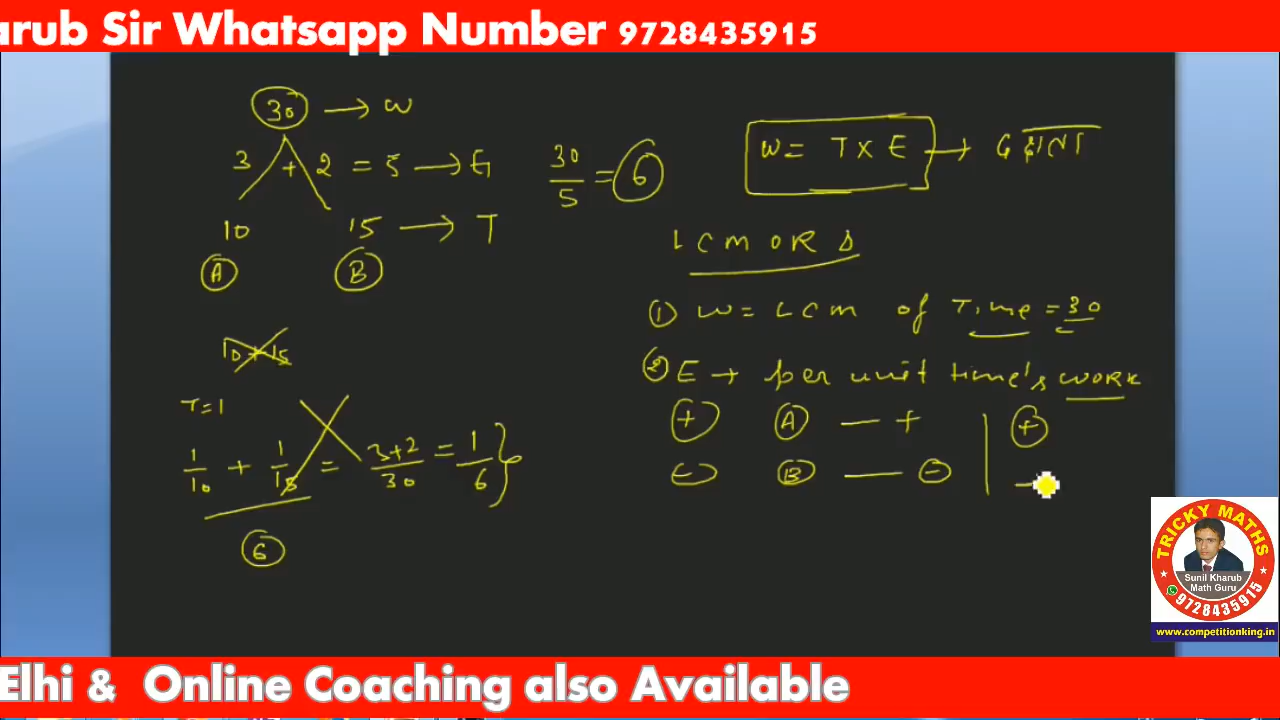 arub Sir Whatsapp Number 9728435915
30 → W
3 + 2 = 5 → E
30/5 = 6
W = T × E →
10 15 → T
A B
LCM OR
1 W = LCM of Time = 30
2 E → per unit time's work
10 + 15
T=1
+ A — + | +
1/10 + 1/15 = 3+2/30 = 1/6
− B — − | −
6
TRICKY MATHS
Sunil Kharub
Math Guru
9728435915
www.competitionking.in
Elhi & Online Coaching also Available